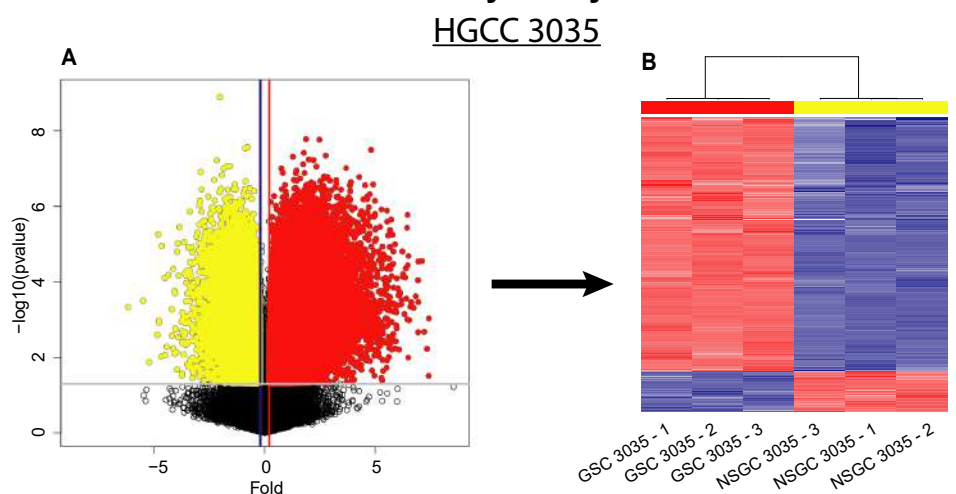 HGCC 3035
A
B
8
6
4
2
0
−log10(pvalue)
−5
0
5
Fold
GSC 3035 - 1
GSC 3035 - 2
GSC 3035 - 3
NSGC 3035 - 3
NSGC 3035 - 1
NSGC 3035 - 2